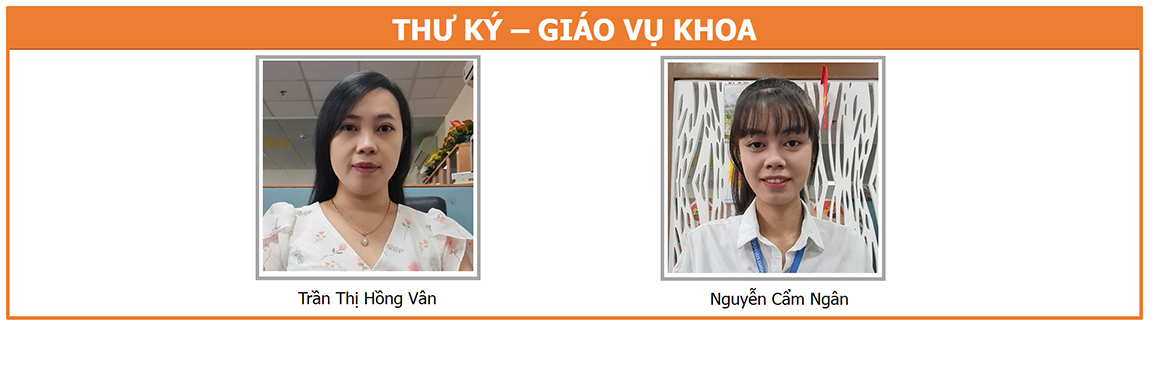 THƯ KÝ – GIÁO VỤ KHOA
Trần Thị Hồng Vân
Nguyễn Cẩm Ngân